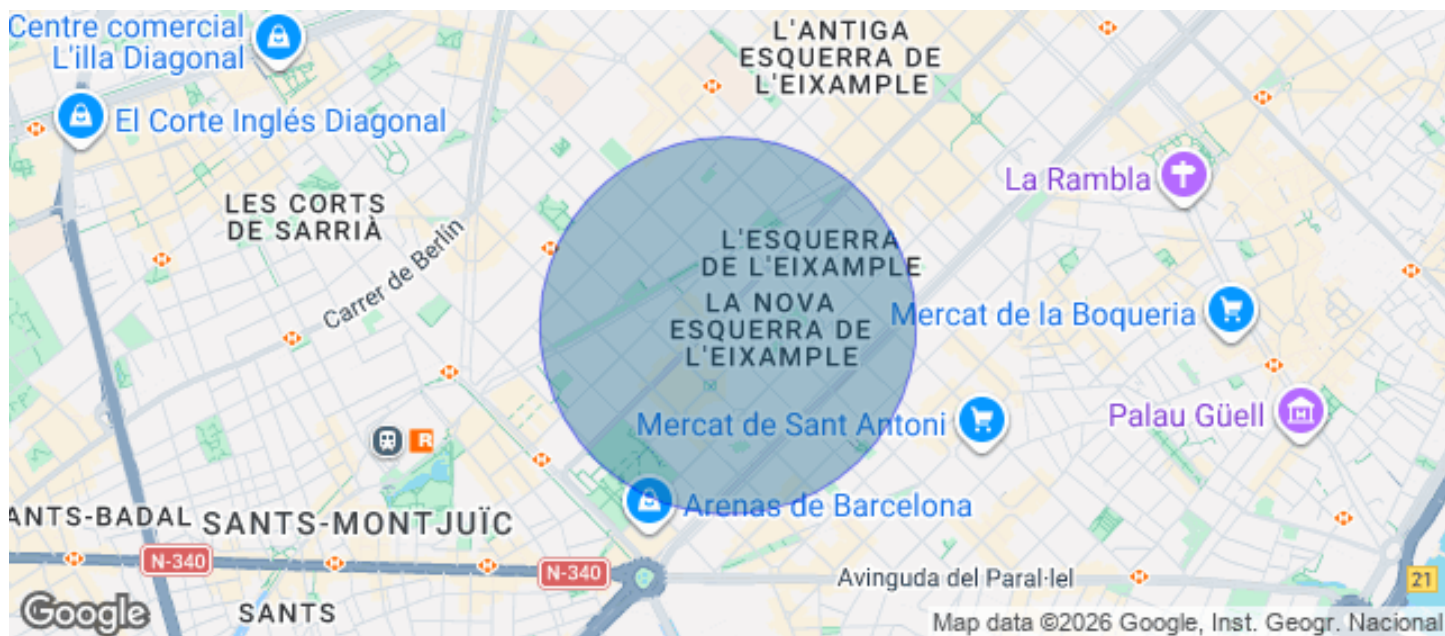 Centre comercial
L'illa Diagonal
L'ANTIGA
ESQUERRA DE
L'EIXAMPLE
El Corte Inglés Diagonal
La Rambla
LES CORTS
DE SARRIÀ
Carrer de Berlín
L'ESQUERRA
DE L'EIXAMPLE
LA NOVA
ESQUERRA DE
L'EIXAMPLE
Mercat de la Boqueria
Mercat de Sant Antoni
Palau Güell
R
Arenas de Barcelona
ANTS-BADAL
SANTS-MONTJUÏC
N-340
N-340
Avinguda del Paral·lel
21
SANTS
Google
Map data ©2026 Google, Inst. Geogr. Nacional